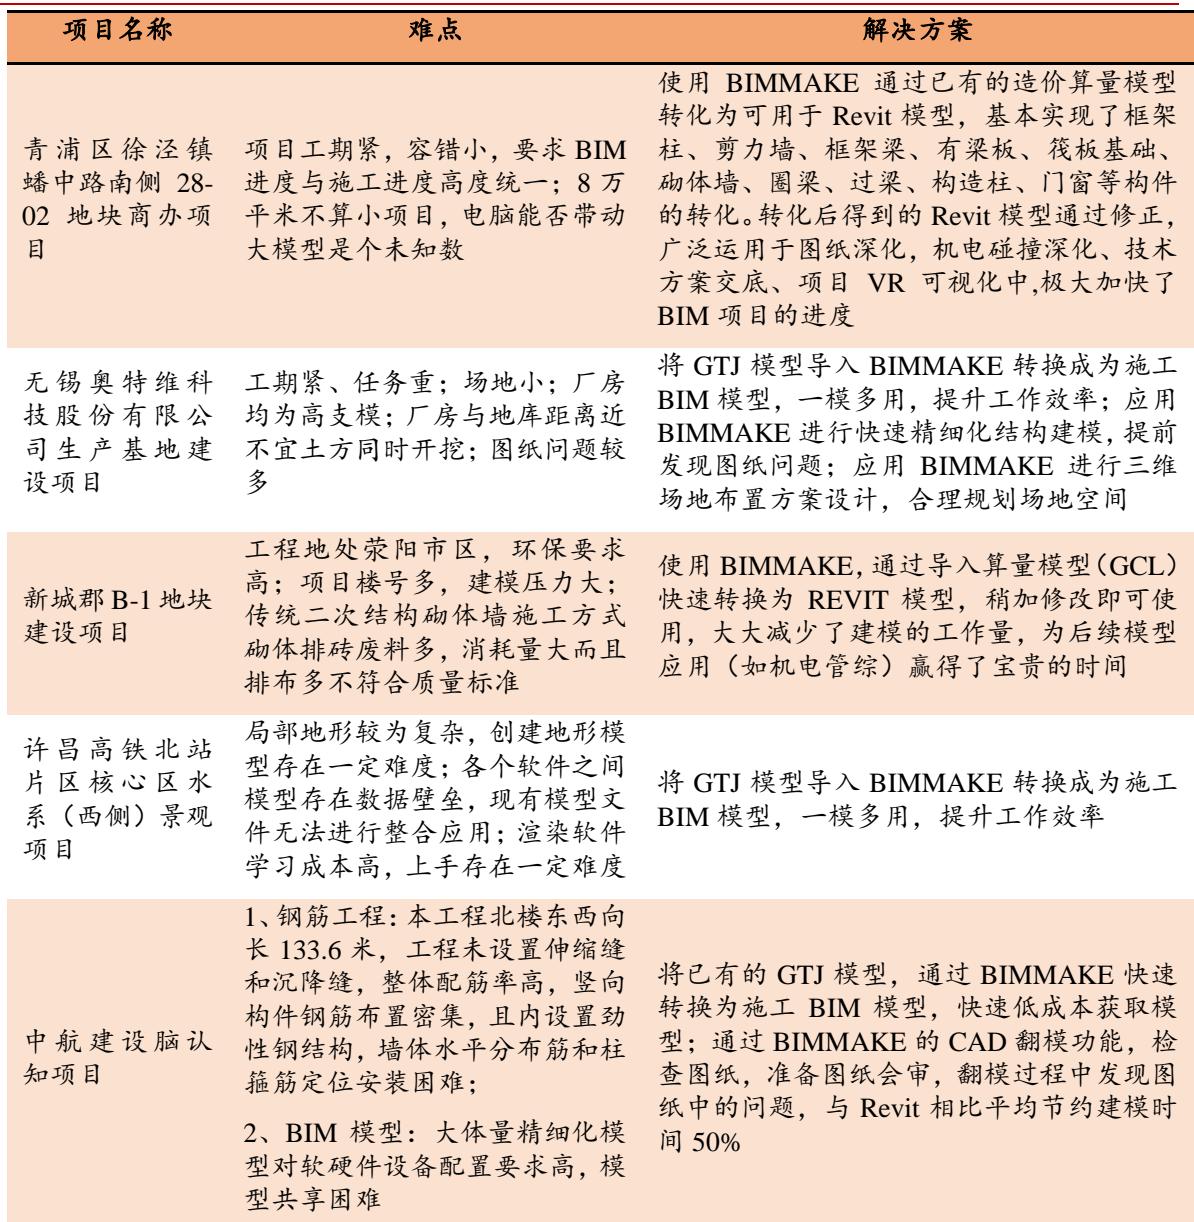 项目名称 难点 解决方案
青浦区徐泾镇
蟠中路南侧 28-
02 地块商办项
目
项目工期紧，容错小，要求 BIM
进度与施工进度高度统一；8 万
平米不算小项目，电脑能否带动
大模型是个未知数
使用 BIMMAKE 通过已有的造价算量模型
转化为可用于 Revit 模型，基本实现了框架
柱、剪力墙、框架梁、有梁板、筏板基础、
砌体墙、圈梁、过梁、构造柱、门窗等构件
的转化。转化后得到的 Revit 模型通过修正，
广泛运用于图纸深化，机电碰撞深化、技术
方案交底、项目 VR 可视化中,极大加快了
BIM 项目的进度
无锡奥特维科
技股份有限公
司生产基地建
设项目
工期紧、任务重；场地小；厂房
均为高支模；厂房与地库距离近
不宜土方同时开挖；图纸问题较
多
将 GTJ 模型导入 BIMMAKE 转换成为施工
BIM 模型，一模多用，提升工作效率；应用
BIMMAKE 进行快速精细化结构建模，提前
发现图纸问题；应用 BIMMAKE 进行三维
场地布置方案设计，合理规划场地空间
新城郡 B-1 地块
建设项目
工程地处荥阳市区，环保要求
高；项目楼号多，建模压力大；
传统二次结构砌体墙施工方式
砌体排砖废料多，消耗量大而且
排布多不符合质量标准
使用 BIMMAKE，通过导入算量模型（GCL）
快速转换为 REVIT 模型，稍加修改即可使
用，大大减少了建模的工作量，为后续模型
应用（如机电管综）赢得了宝贵的时间
许昌高铁北站
片区核心区水
系（西侧）景观
项目
局部地形较为复杂，创建地形模
型存在一定难度；各个软件之间
模型存在数据壁垒，现有模型文
件无法进行整合应用；渲染软件
学习成本高，上手存在一定难度
将 GTJ 模型导入 BIMMAKE 转换成为施工
BIM 模型，一模多用，提升工作效率
中航建设脑认
知项目
1、钢筋工程：本工程北楼东西向
长 133.6 米，工程未设置伸缩缝
和沉降缝，整体配筋率高，竖向
构件钢筋布置密集，且内设置劲
性钢结构，墙体水平分布筋和柱
箍筋定位安装困难；
2、BIM 模型：大体量精细化模
型对软硬件设备配置要求高，模
型共享困难
将已有的 GTJ 模型，通过 BIMMAKE 快速
转换为施工 BIM 模型，快速低成本获取模
型；通过 BIMMAKE 的 CAD 翻模功能，检
查图纸，准备图纸会审，翻模过程中发现图
纸中的问题，与 Revit 相比平均节约建模时
间 50%